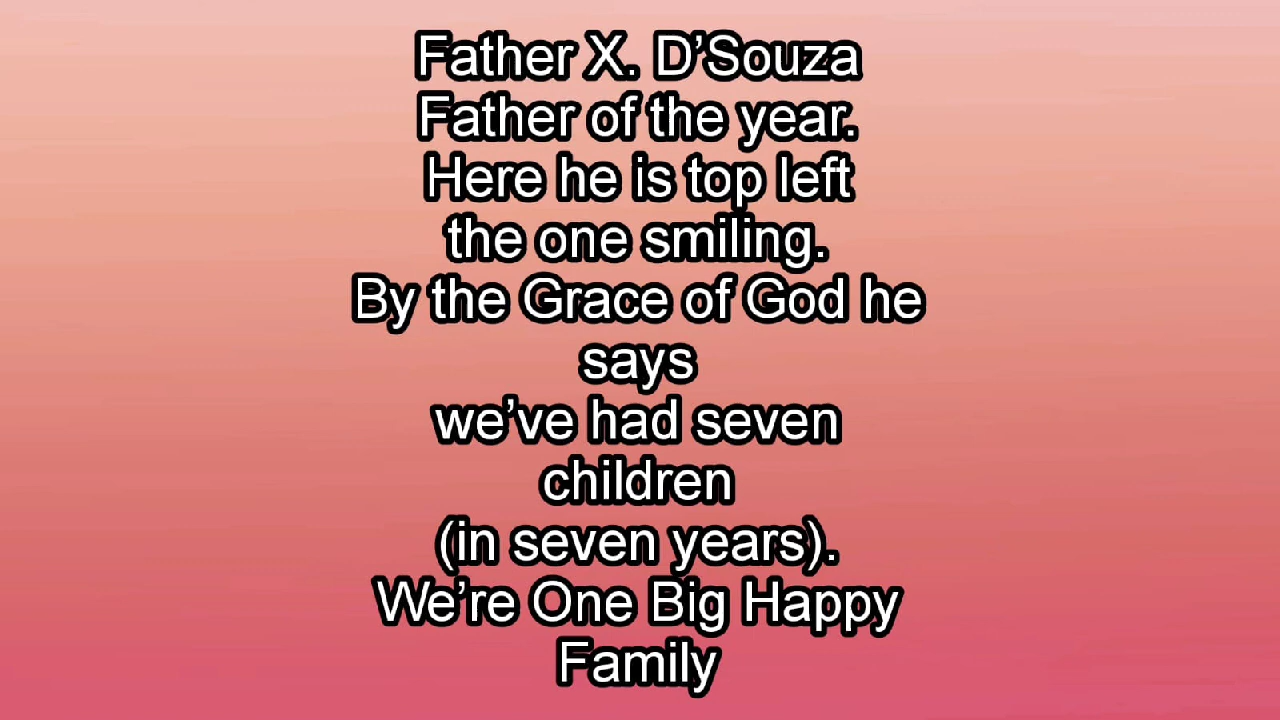 Father X. D’Souza
Father of the year.
Here he is top left
the one smiling.
By the Grace of God he
says
we’ve had seven
children
(in seven years).
We’re One Big Happy
Family